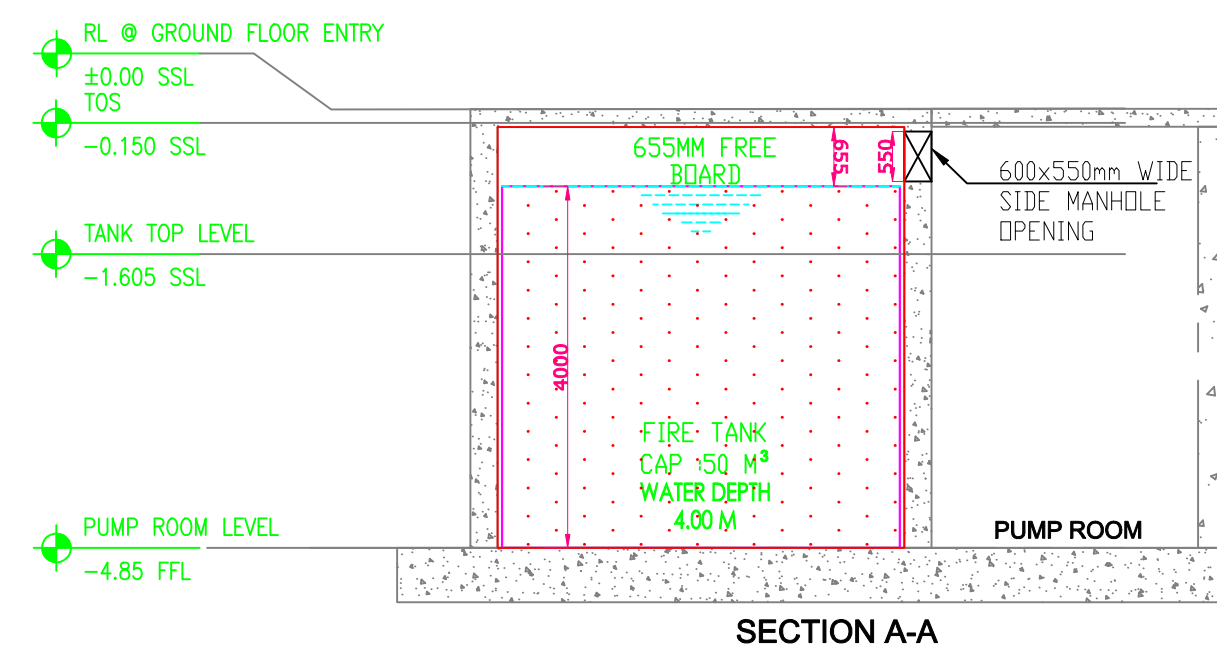 RL @ GROUND FLOOR ENTRY
±0.00 SSL
TOS
-0.150 SSL
TANK TOP LEVEL
-1.605 SSL
PUMP ROOM LEVEL
-4.85 FFL
655MM FREE
BOARD
655
550
600x550mm WIDE
SIDE MANHOLE
OPENING
4000
FIRE TANK
CAP 50 M³
WATER DEPTH
4.00 M
PUMP ROOM
SECTION A-A